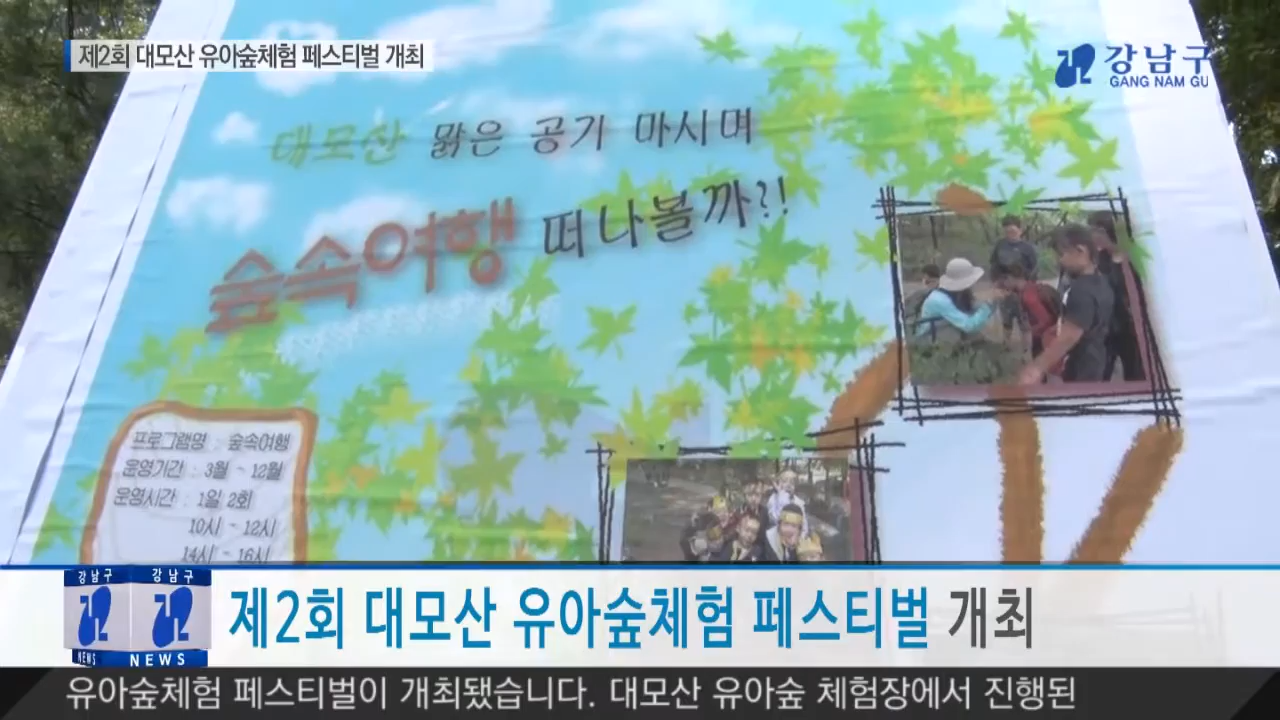 제2회 대모산 유아숲체험 페스티벌 개최
강남구
GANG NAM GU
대모산 맑은 공기 마시며
숲속여행 떠나볼까?!
프로그램명 : 숲속여행
운영기간 : 3월 ~ 12월
운영시간 : 1일 2회
10시 ~ 12시
14시 ~ 16시
강남구 강남구
NEWS NEWS
제2회 대모산 유아숲체험 페스티벌 개최
유아숲체험 페스티벌이 개최됐습니다. 대모산 유아숲 체험장에서 진행된